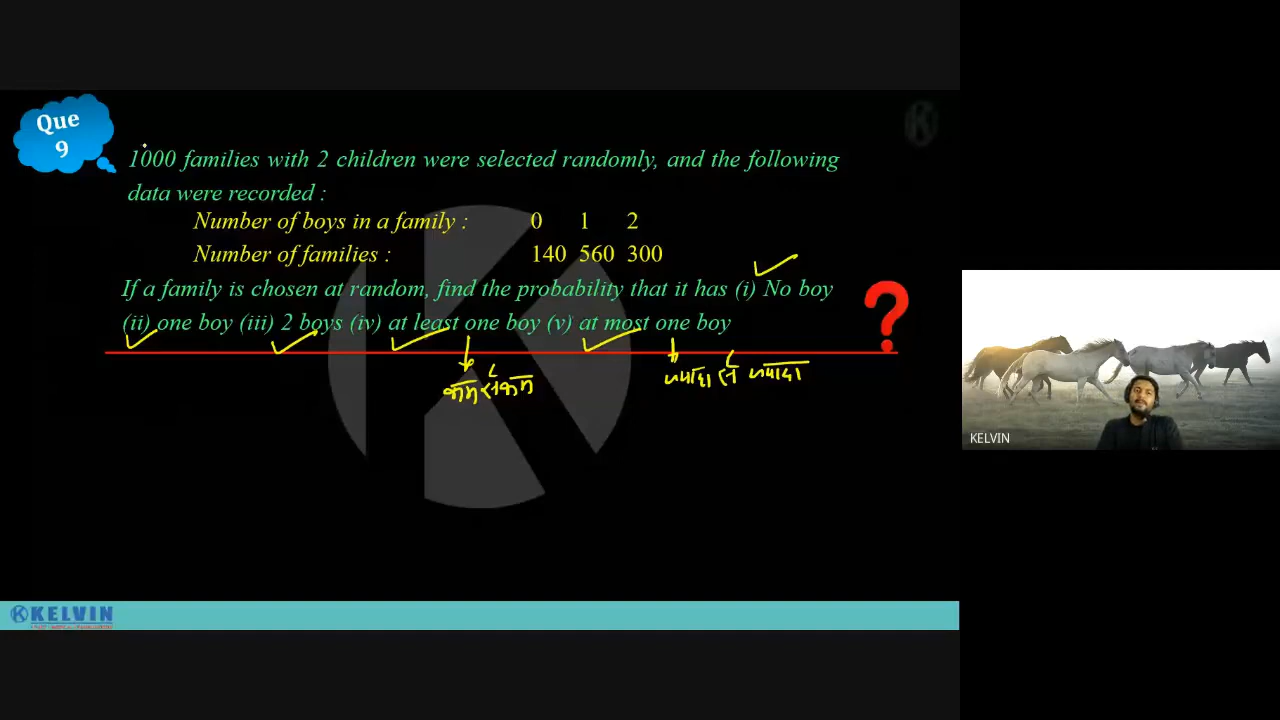 Que
9
1000 families with 2 children were selected randomly, and the following
data were recorded :
Number of boys in a family : 0 1 2
Number of families : 140 560 300
If a family is chosen at random, find the probability that it has (i) No boy
(ii) one boy (iii) 2 boys (iv) at least one boy (v) at most one boy
कम से कम
ज्यादा से ज्यादा
?
KELVIN
KELVIN